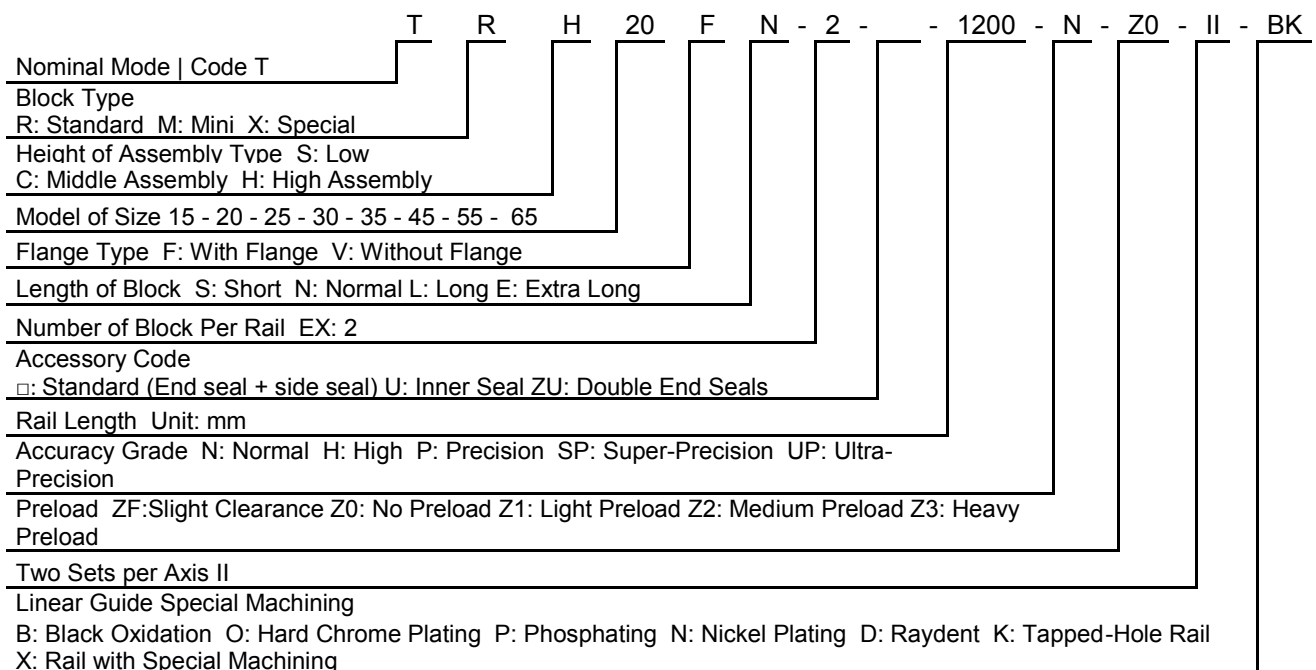 T R H 20 F N - 2 - - 1200 - N - Z0 - II - BK
Nominal Mode | Code T
Block Type
R: Standard M: Mini X: Special
Height of Assembly Type S: Low
C: Middle Assembly H: High Assembly
Model of Size 15 - 20 - 25 - 30 - 35 - 45 - 55 - 65
Flange Type F: With Flange V: Without Flange
Length of Block S: Short N: Normal L: Long E: Extra Long
Number of Block Per Rail EX: 2
Accessory Code
□: Standard (End seal + side seal) U: Inner Seal ZU: Double End Seals
Rail Length Unit: mm
Accuracy Grade N: Normal H: High P: Precision SP: Super-Precision UP: Ultra-
Precision
Preload ZF:Slight Clearance Z0: No Preload Z1: Light Preload Z2: Medium Preload Z3: Heavy
Preload
Two Sets per Axis II
Linear Guide Special Machining
B: Black Oxidation O: Hard Chrome Plating P: Phosphating N: Nickel Plating D: Raydent K: Tapped-Hole Rail
X: Rail with Special Machining